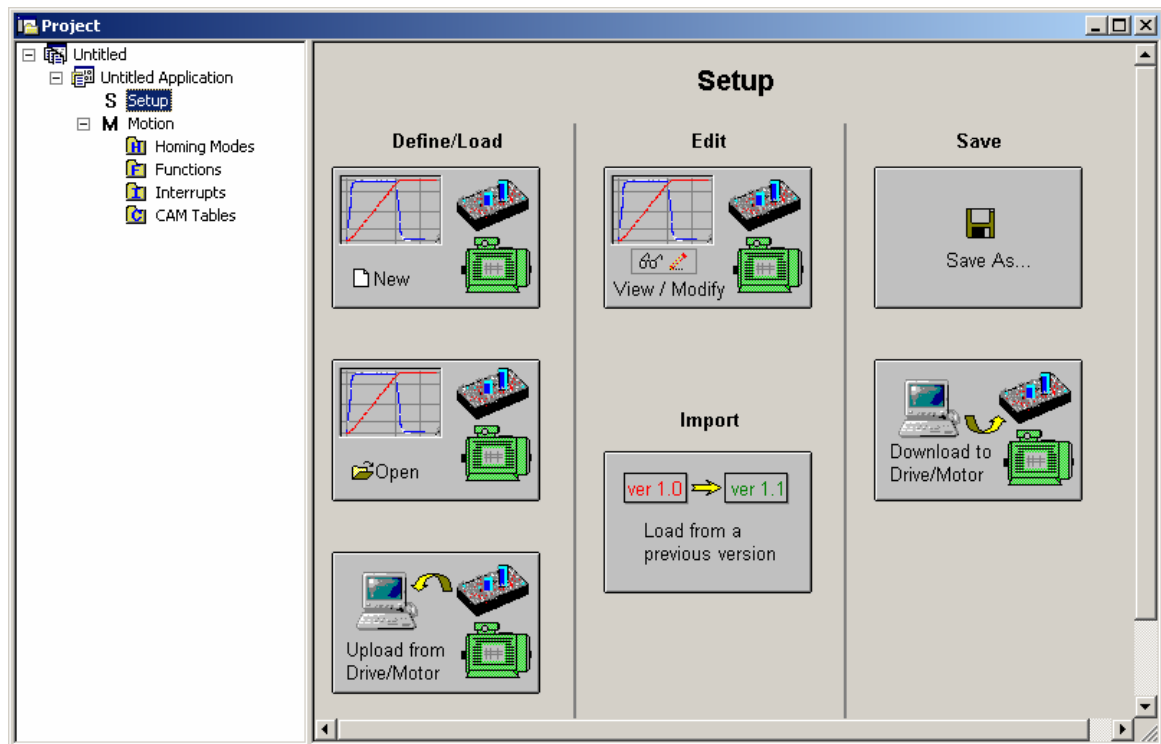 Project
Untitled
Untitled Application
S Setup
M Motion
H Homing Modes
F Functions
I Interrupts
C CAM Tables
Setup
Define/Load
New
Open
Upload from
Drive/Motor
Edit
View / Modify
Import
ver 1.0
ver 1.1
Load from a
previous version
Save
Save As...
Download to
Drive/Motor